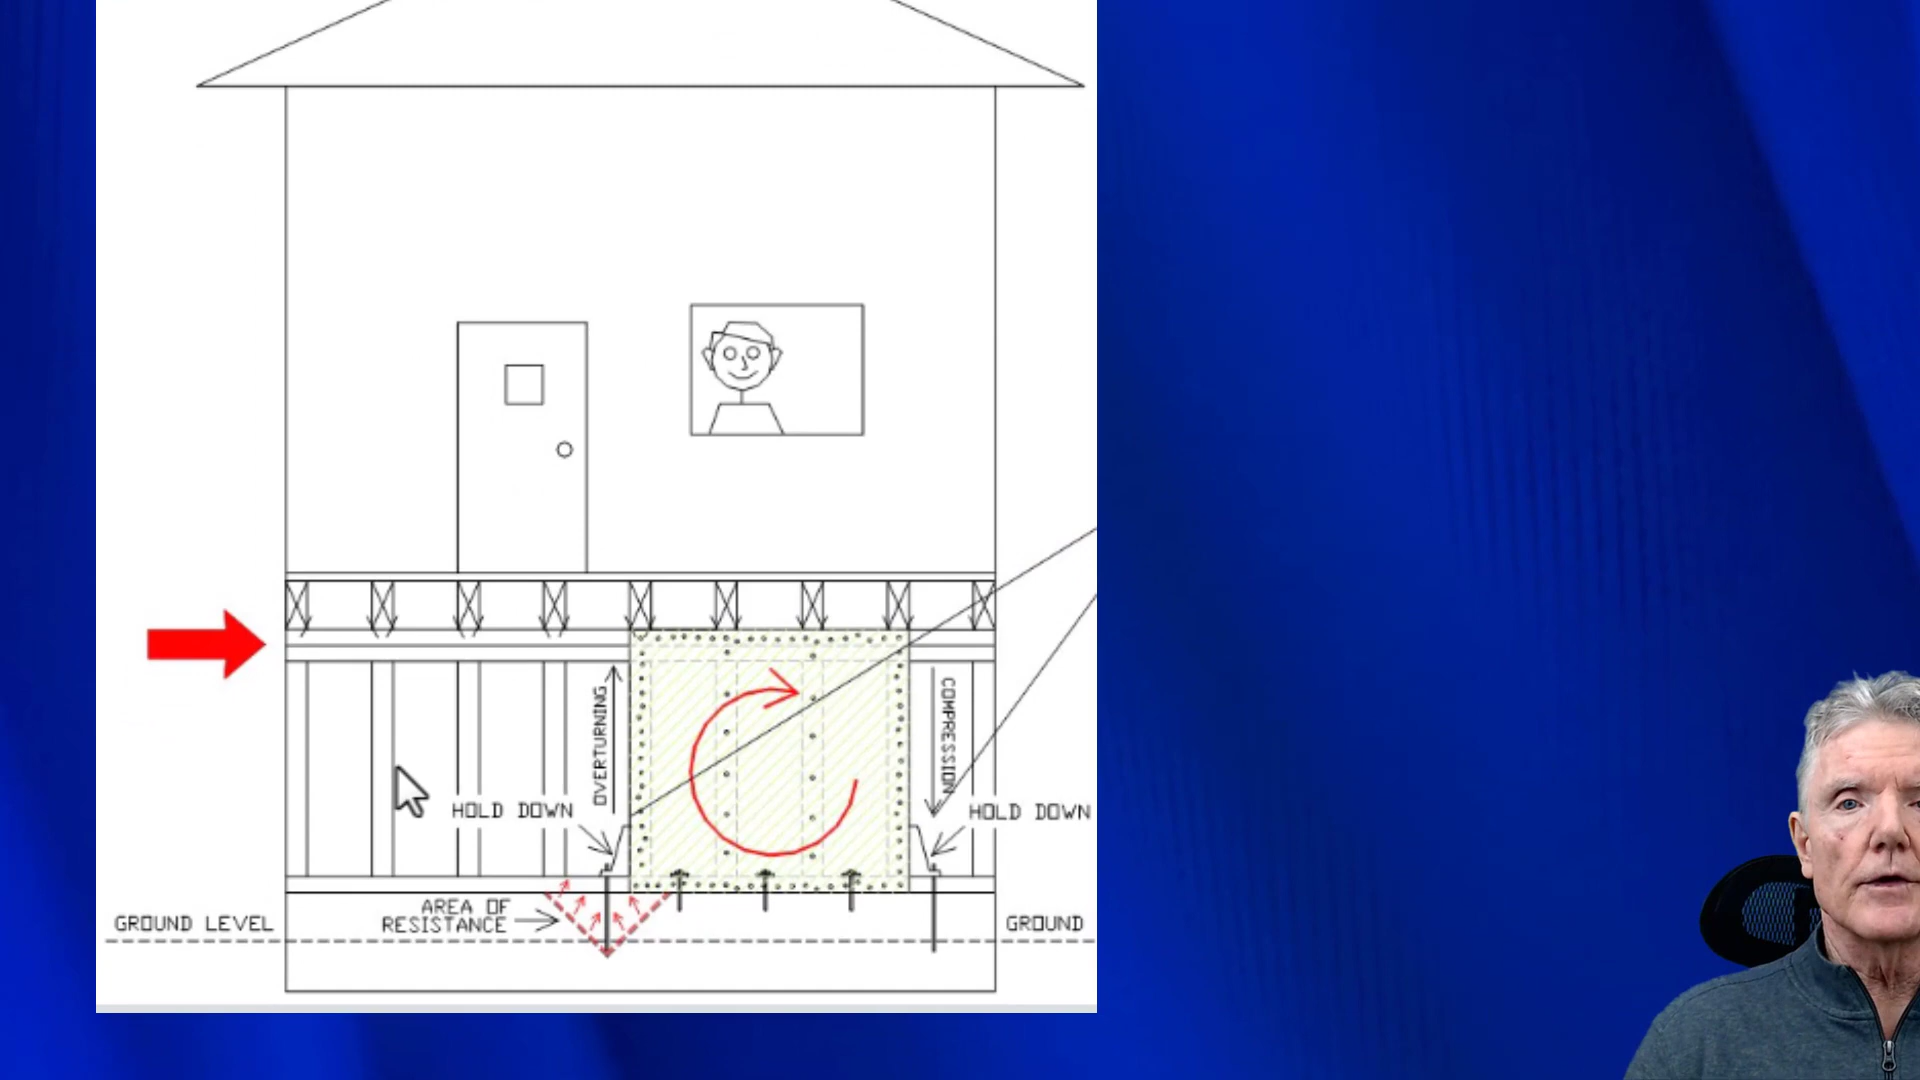 OVERTURNING
COMPRESSION
HOLD DOWN
HOLD DOWN
AREA OF
RESISTANCE
GROUND LEVEL
GROUND